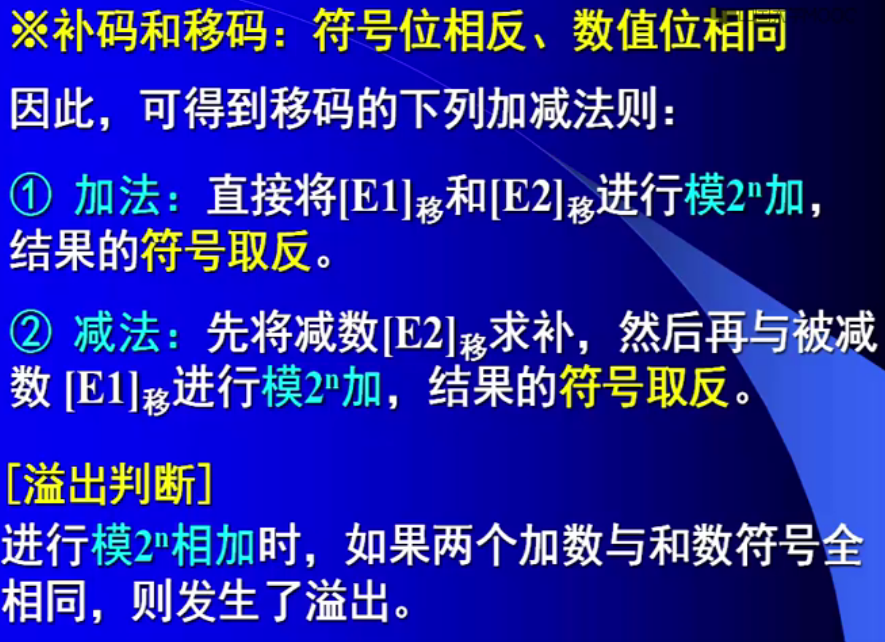 ※补码和移码：符号位相反、数值位相同
因此，可得到移码的下列加减法则：
① 加法：直接将[E1]移和[E2]移进行模2ⁿ加，
结果的符号取反。
② 减法：先将减数[E2]移求补，然后再与被减
数 [E1]移进行模2ⁿ加，结果的符号取反。
[溢出判断]
进行模2ⁿ相加时，如果两个加数与和数符号全
相同，则发生了溢出。